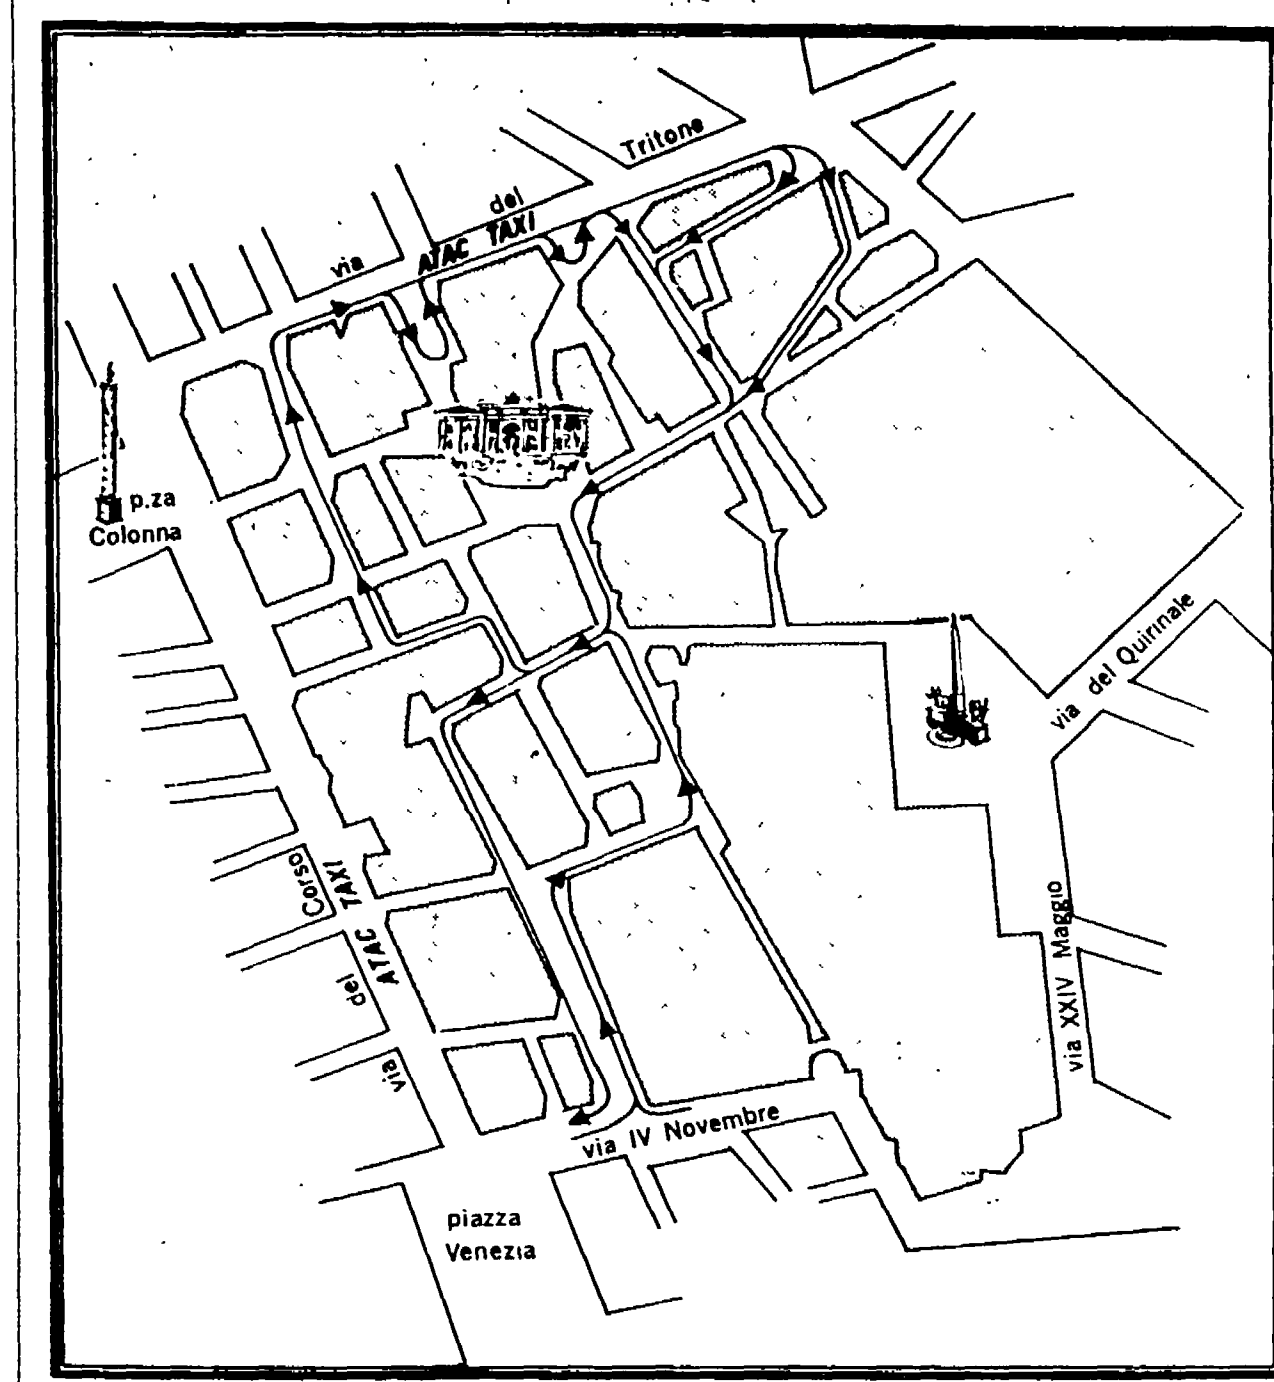 via del Tritone
ATAC TAXI
p.za
Colonna
via del Quirinale
via del Corso
ATAC TAXI
via XXIV Maggio
via IV Novembre
piazza
Venezia